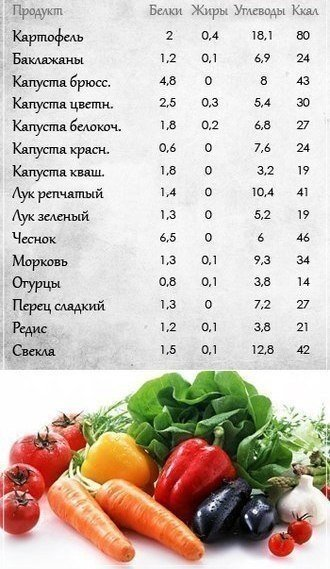 Продукт Белки Жиры Углеводы Ккал
Картофель 2 0,4 18,1 80
Баклажаны 1,2 0,1 6,9 24
Капуста брюсс. 4,8 0 8 43
Капуста цветн. 2,5 0,3 5,4 30
Капуста белокоч. 1,8 0,2 6,8 27
Капуста красн. 0,6 0 7,6 24
Капуста кваш. 1,8 0 3,2 19
Лук репчатый 1,4 0 10,4 41
Лук зеленый 1,3 0 5,2 19
Чеснок 6,5 0 6 46
Морковь 1,3 0,1 9,3 34
Огурцы 0,8 0,1 3,8 14
Перец сладкий 1,3 0 7,2 27
Редис 1,2 0,1 3,8 21
Свекла 1,5 0,1 12,8 42